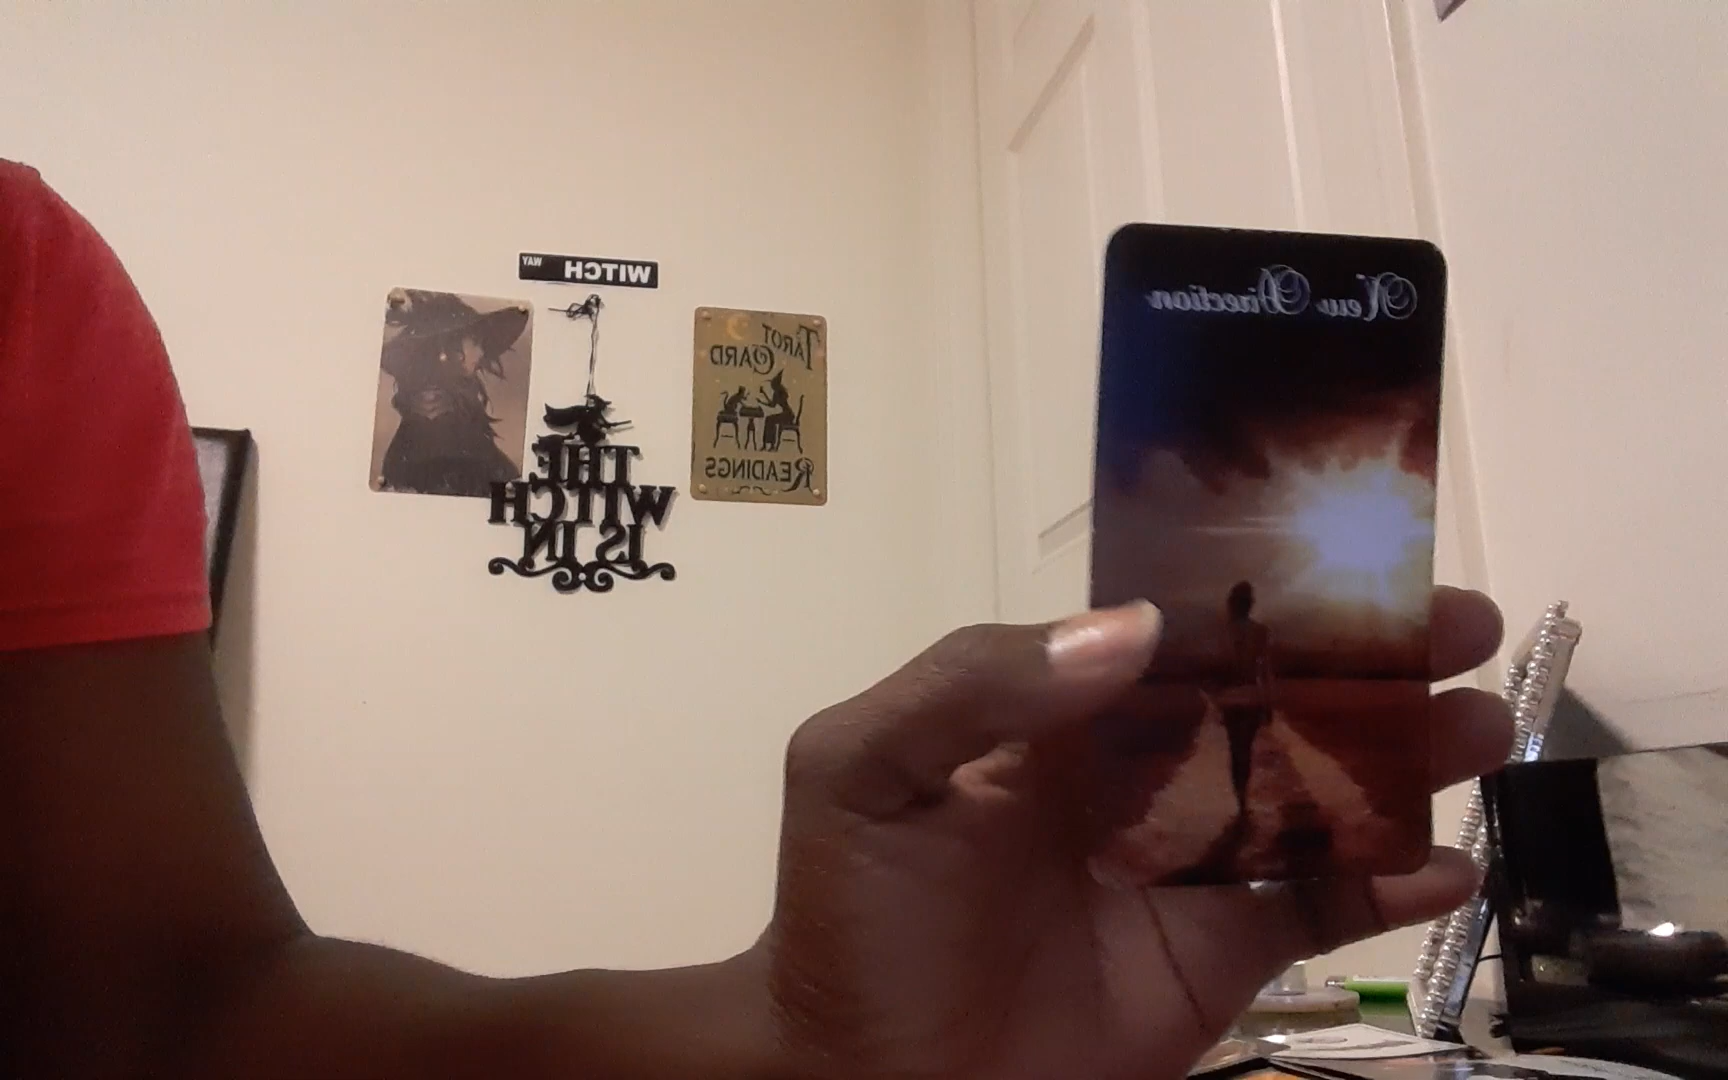 WITCH WAY
TAROT
CARD
READINGS
THE
WITCH
IS IN
New Direction